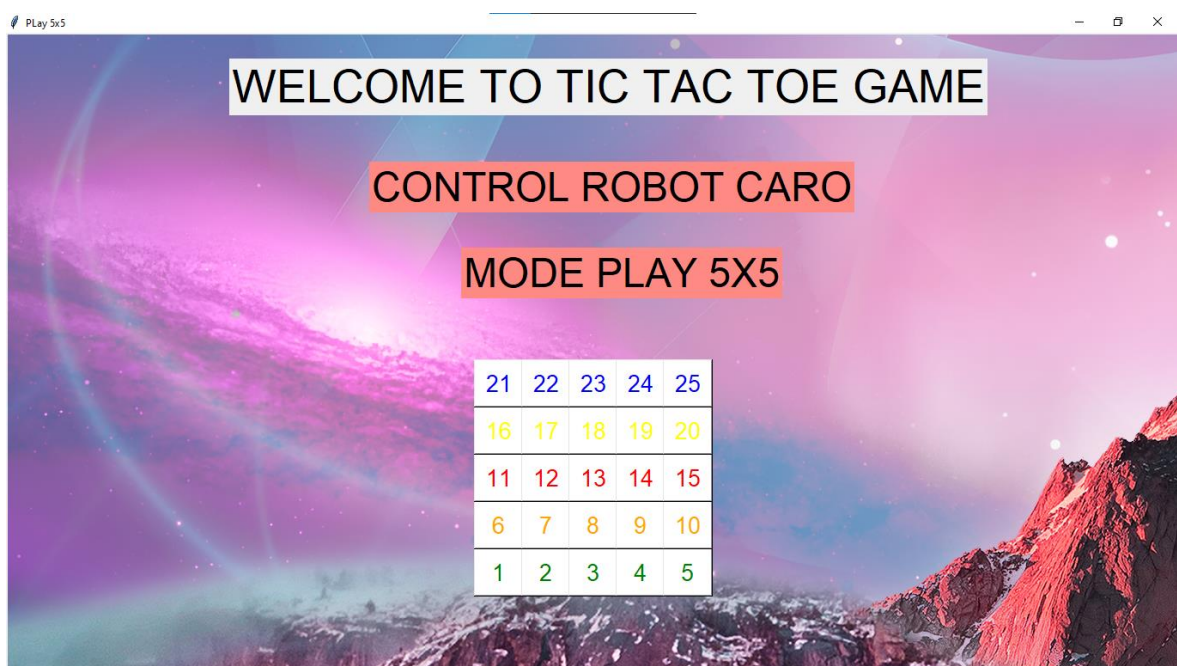 PLay 5x5
WELCOME TO TIC TAC TOE GAME
CONTROL ROBOT CARO
MODE PLAY 5X5
21 22 23 24 25
16 17 18 19 20
11 12 13 14 15
6 7 8 9 10
1 2 3 4 5